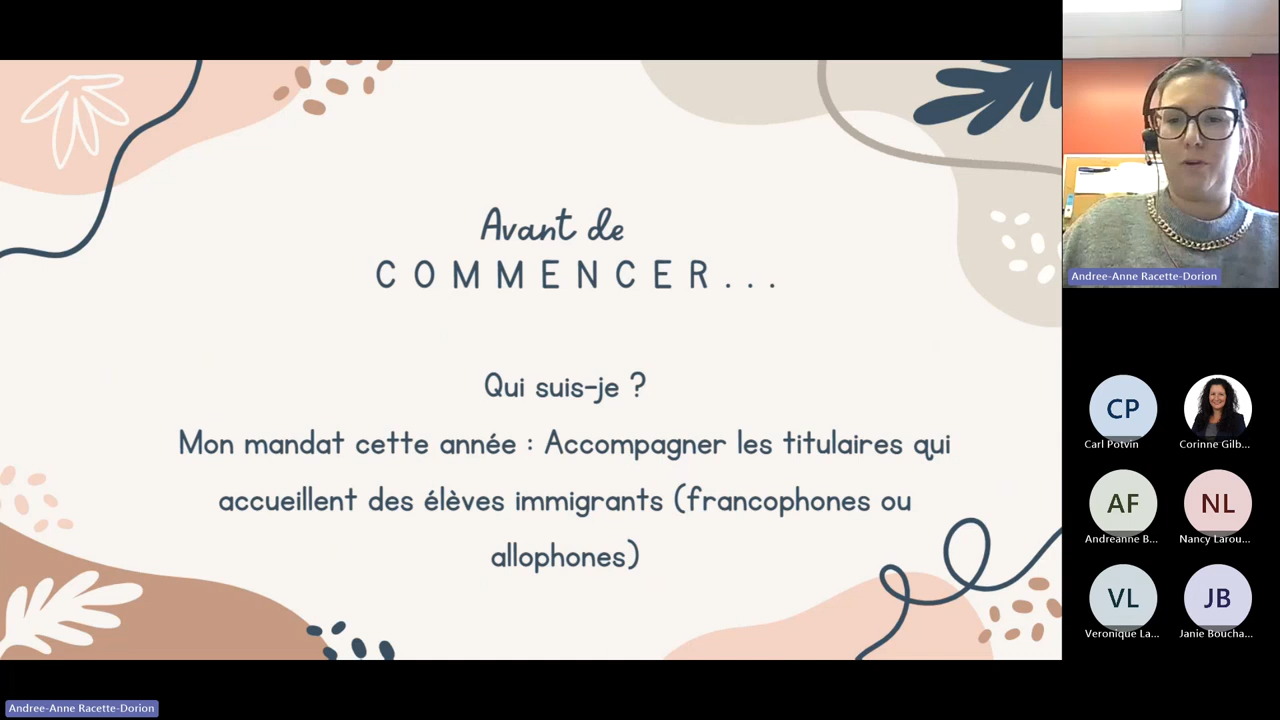 Avant de
COMMENCER...
Qui suis-je ?
Mon mandat cette année : Accompagner les titulaires qui
accueillent des élèves immigrants (francophones ou
allophones)
Andree-Anne Racette-Dorion
CP
Carl Potvin
Corinne Gilb...
AF
Andreanne B...
NL
Nancy Larou...
VL
Veronique La...
JB
Janie Boucha...
Andree-Anne Racette-Dorion